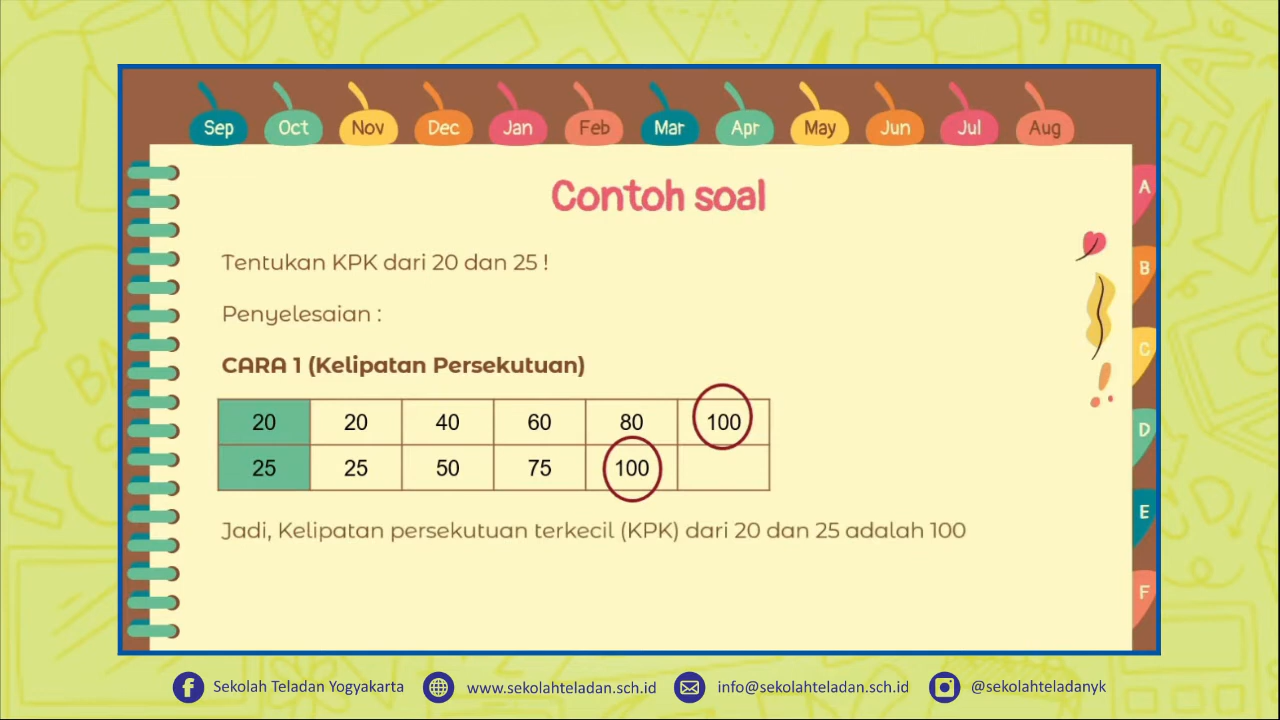 Sep Oct Nov Dec Jan Feb Mar Apr May Jun Jul Aug
Contoh soal
Tentukan KPK dari 20 dan 25 !
Penyelesaian :
CARA 1 (Kelipatan Persekutuan)
20 20 40 60 80 100
25 25 50 75 100
Jadi, Kelipatan persekutuan terkecil (KPK) dari 20 dan 25 adalah 100
A
B
C
D
E
F
Sekolah Teladan Yogyakarta www.sekolahteladan.sch.id info@sekolahteladan.sch.id @sekolahteladanyk